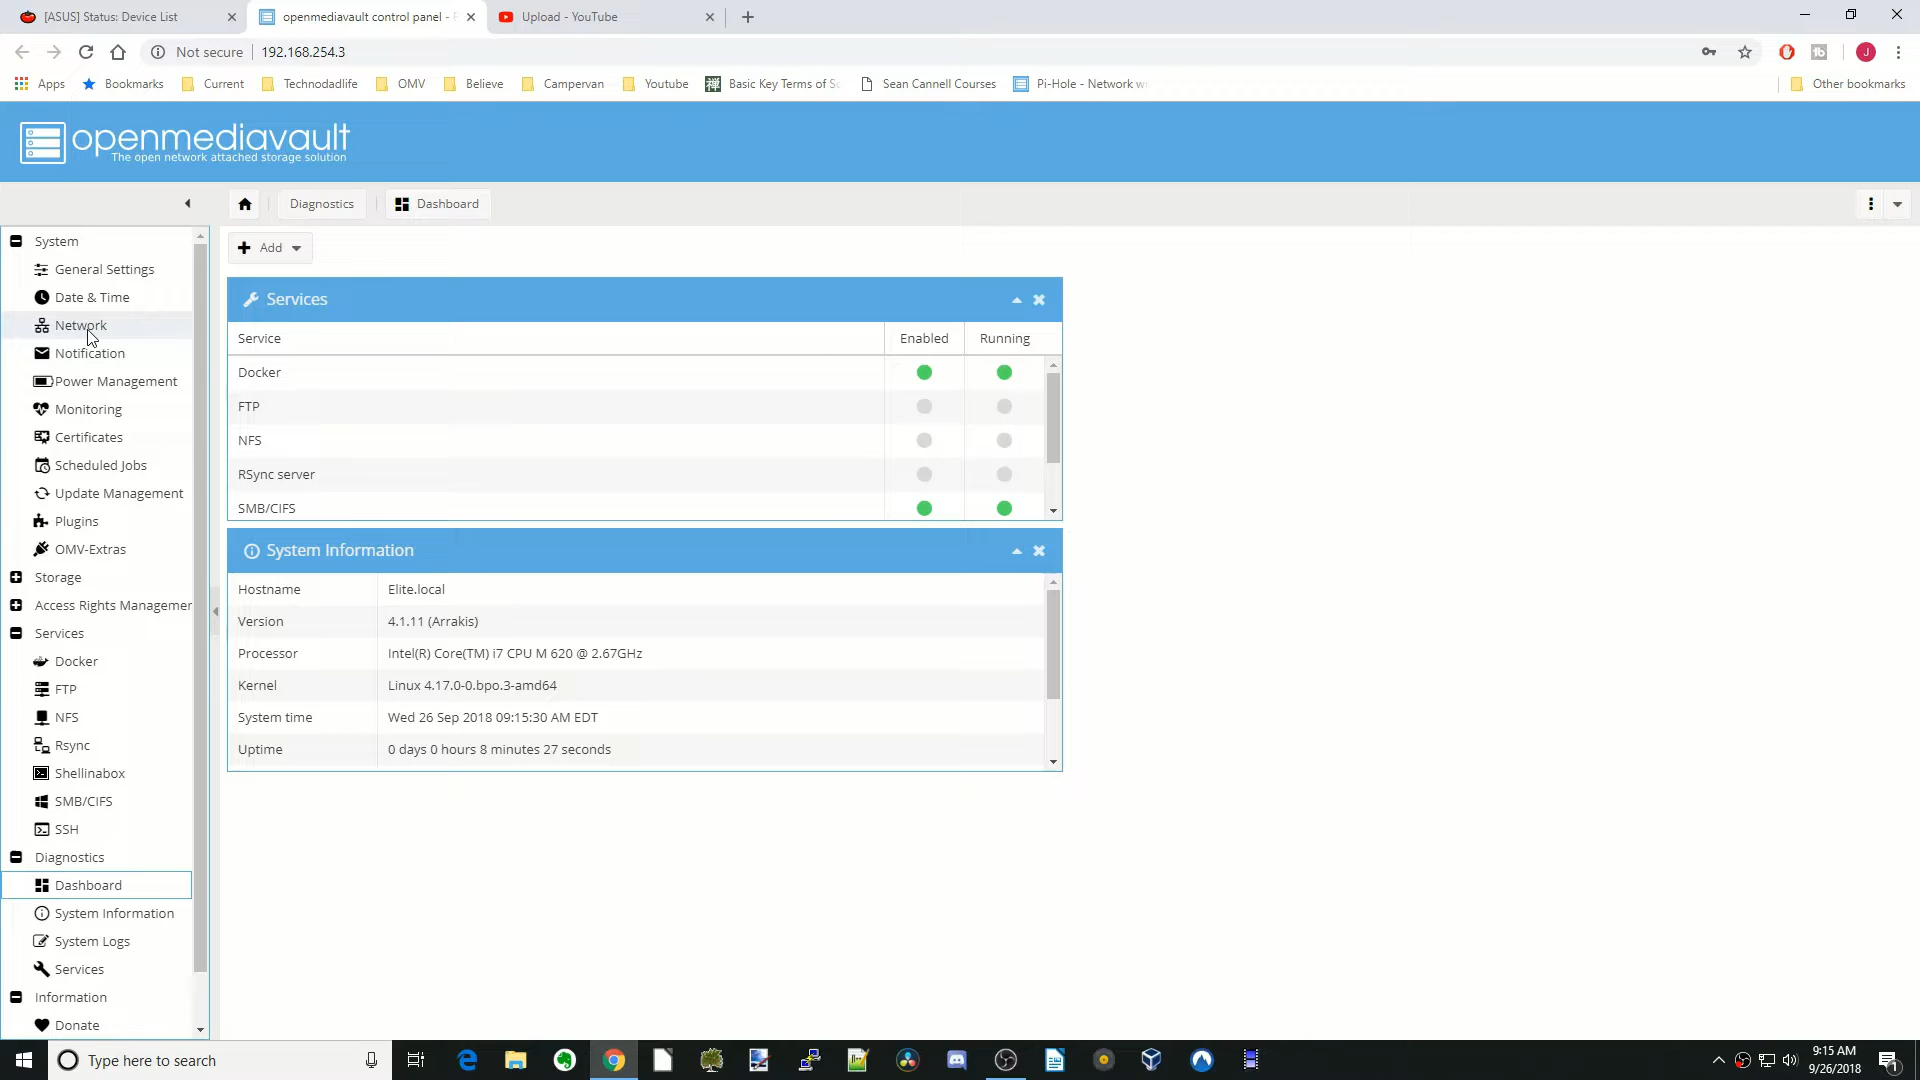 [ASUS] Status: Device List
openmediavault control panel -
Upload - YouTube
Not secure
192.168.254.3
J
Apps
Bookmarks
Current
Technodadlife
OMV
Believe
Campervan
Youtube
Basic Key Terms of
Sean Cannell Courses
Pi-Hole - Network
Other bookmarks
openmediavault
The open network attached storage solution
Diagnostics
Dashboard
System
General Settings
Date & Time
Network
Notification
Power Management
Monitoring
Certificates
Scheduled Jobs
Update Management
Plugins
OMV-Extras
Storage
Access Rights Managemen
Services
Docker
FTP
NFS
Rsync
Shellinabox
SMB/CIFS
SSH
Diagnostics
Dashboard
System Information
System Logs
Services
Information
Donate
Add
Services
Service Enabled Running
Docker
FTP
NFS
RSync server
SMB/CIFS
System Information
Hostname Elite.local
Version 4.1.11 (Arrakis)
Processor Intel(R) Core(TM) i7 CPU M 620 @ 2.67GHz
Kernel Linux 4.17.0-0.bpo.3-amd64
System time Wed 26 Sep 2018 09:15:30 AM EDT
Uptime 0 days 0 hours 8 minutes 27 seconds
Type here to search
9:15 AM
9/26/2018
1